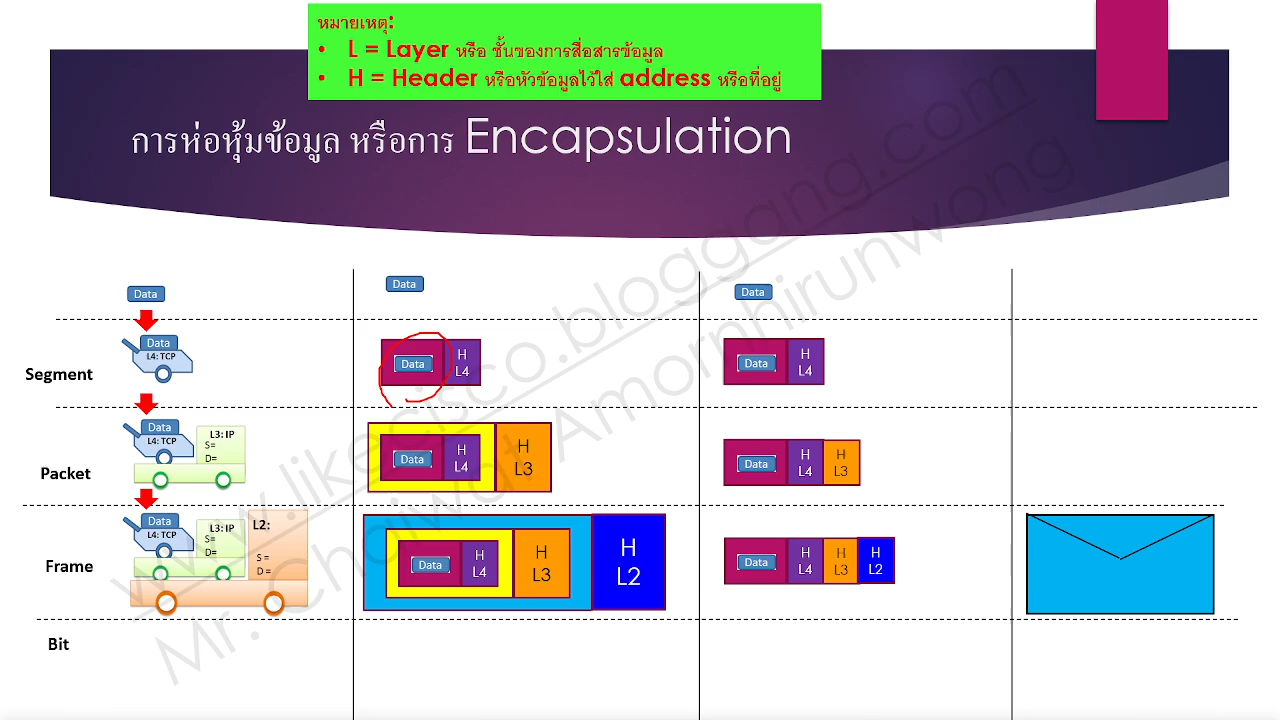 หมายเหตุ:
• L = Layer หรือ ชั้นของการสื่อสารข้อมูล
• H = Header หรือหัวข้อมูลไว้ใส่ address หรือที่อยู่
การห่อหุ้มข้อมูล หรือการ Encapsulation
Data
Data
Data
Segment
Data
L4: TCP
Data
H
L4
Data
H
L4
Packet
Data
L4: TCP
L3: IP
S=
D=
Data
H
L4
H
L3
Data
H
L4
H
L3
Frame
Data
L4: TCP
L3: IP
S=
D=
L2:
S =
D =
Data
H
L4
H
L3
H
L2
Data
H
L4
H
L3
H
L2
Bit
www.likecisco.bloggang.com
Mr. Chaiwat Amornhirunwong